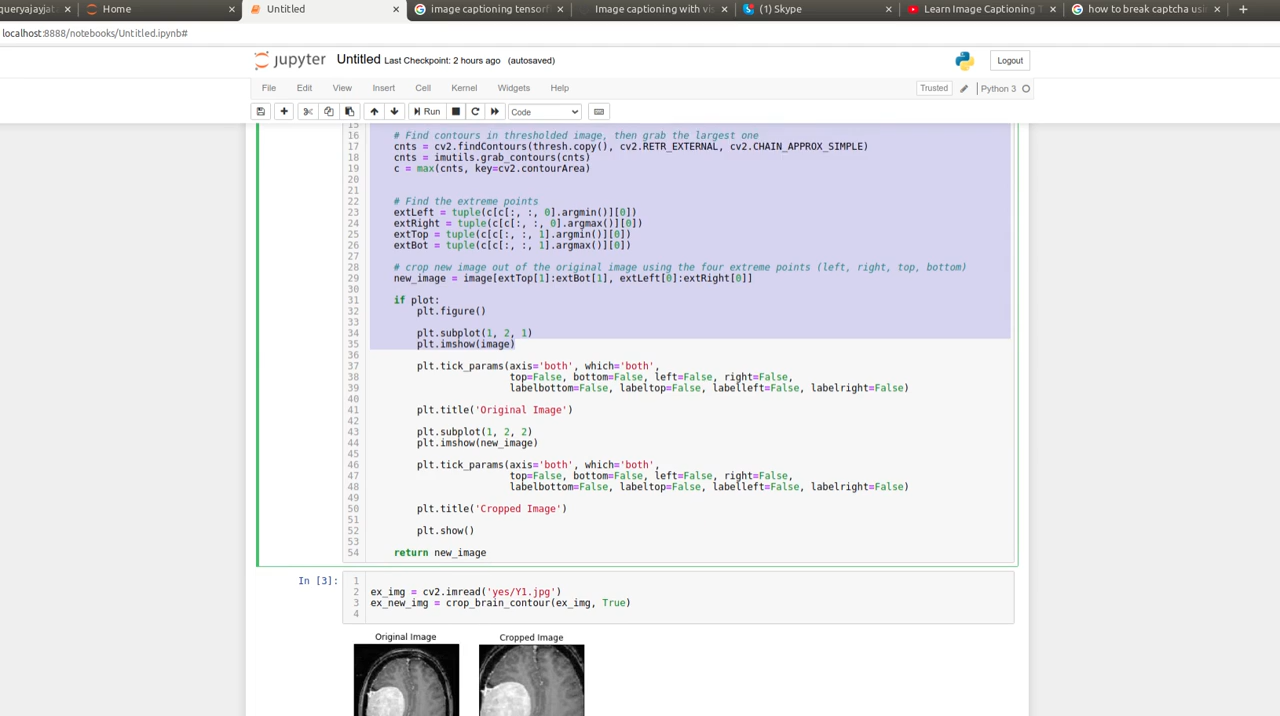 queryajayjat
Home
Untitled
image captioning tensorf
Image captioning with vis
(1) Skype
Learn Image Captioning T
how to break captcha usi
localhost:8888/notebooks/Untitled.ipynb#
jupyter Untitled Last Checkpoint: 2 hours ago (autosaved)
Logout
File Edit View Insert Cell Kernel Widgets Help
Trusted Python 3
Run Code
15
16 # Find contours in thresholded image, then grab the largest one
17 cnts = cv2.findContours(thresh.copy(), cv2.RETR_EXTERNAL, cv2.CHAIN_APPROX_SIMPLE)
18 cnts = imutils.grab_contours(cnts)
19 c = max(cnts, key=cv2.contourArea)
20
21
22 # Find the extreme points
23 extLeft = tuple(c[c[:, :, 0].argmin()][0])
24 extRight = tuple(c[c[:, :, 0].argmax()][0])
25 extTop = tuple(c[c[:, :, 1].argmin()][0])
26 extBot = tuple(c[c[:, :, 1].argmax()][0])
27
28 # crop new image out of the original image using the four extreme points (left, right, top, bottom)
29 new_image = image[extTop[1]:extBot[1], extLeft[0]:extRight[0]]
30
31 if plot:
32 plt.figure()
33
34 plt.subplot(1, 2, 1)
35 plt.imshow(image)
36
37 plt.tick_params(axis='both', which='both',
38 top=False, bottom=False, left=False, right=False,
39 labelbottom=False, labeltop=False, labelleft=False, labelright=False)
40
41 plt.title('Original Image')
42
43 plt.subplot(1, 2, 2)
44 plt.imshow(new_image)
45
46 plt.tick_params(axis='both', which='both',
47 top=False, bottom=False, left=False, right=False,
48 labelbottom=False, labeltop=False, labelleft=False, labelright=False)
49
50 plt.title('Cropped Image')
51
52 plt.show()
53
54 return new_image
In [3]:
1
2 ex_img = cv2.imread('yes/Y1.jpg')
3 ex_new_img = crop_brain_contour(ex_img, True)
4
Original Image
Cropped Image